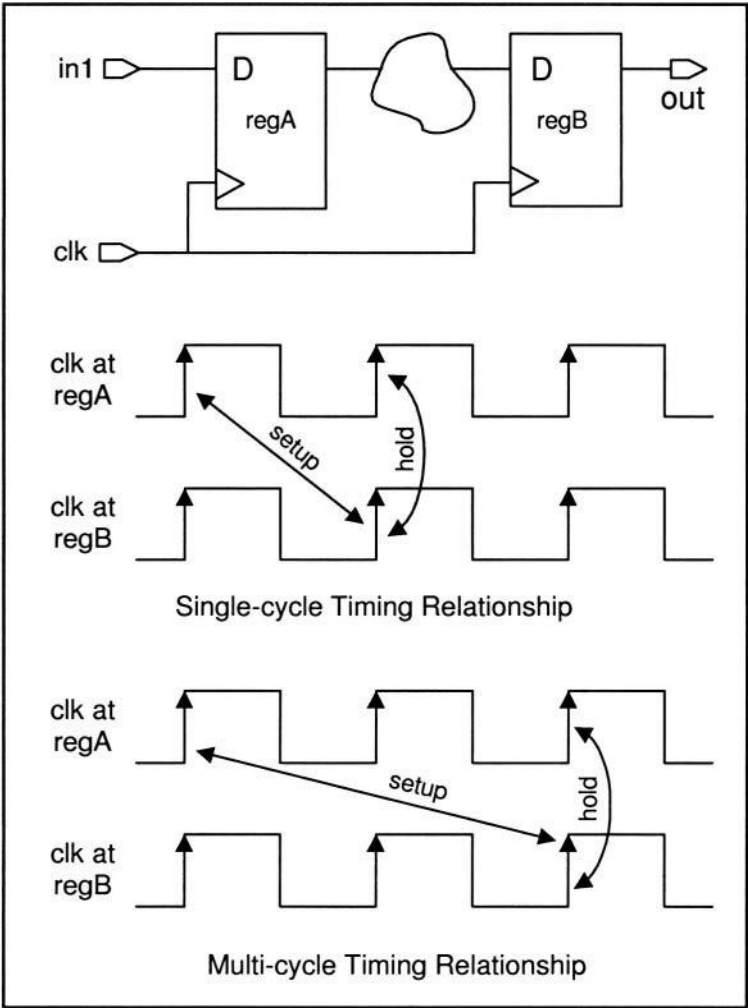 in1
D
D
regA
regB
out
clk
clk at
regA
setup
hold
clk at
regB
Single-cycle Timing Relationship
clk at
regA
setup
hold
clk at
regB
Multi-cycle Timing Relationship